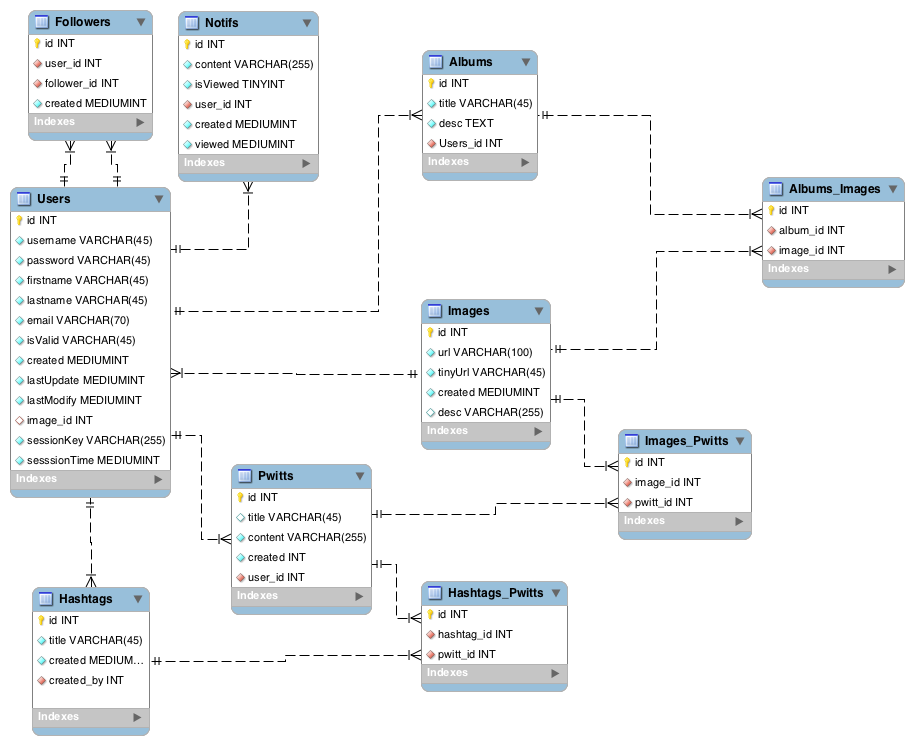 Followers
id INT
user_id INT
follower_id INT
created MEDIUMINT
Indexes
Notifs
id INT
content VARCHAR(255)
isViewed TINYINT
user_id INT
created MEDIUMINT
viewed MEDIUMINT
Indexes
Albums
id INT
title VARCHAR(45)
desc TEXT
Users_id INT
Indexes
Albums_Images
id INT
album_id INT
image_id INT
Indexes
Users
id INT
username VARCHAR(45)
password VARCHAR(45)
firstname VARCHAR(45)
lastname VARCHAR(45)
email VARCHAR(70)
isValid VARCHAR(45)
created MEDIUMINT
lastUpdate MEDIUMINT
lastModify MEDIUMINT
image_id INT
sessionKey VARCHAR(255)
sesssionTime MEDIUMINT
Indexes
Images
id INT
url VARCHAR(100)
tinyUrl VARCHAR(45)
created MEDIUMINT
desc VARCHAR(255)
Indexes
Images_Pwitts
id INT
image_id INT
pwitt_id INT
Indexes
Pwitts
id INT
title VARCHAR(45)
content VARCHAR(255)
created INT
user_id INT
Indexes
Hashtags_Pwitts
id INT
hashtag_id INT
pwitt_id INT
Indexes
Hashtags
id INT
title VARCHAR(45)
created MEDIUM...
created_by INT
Indexes